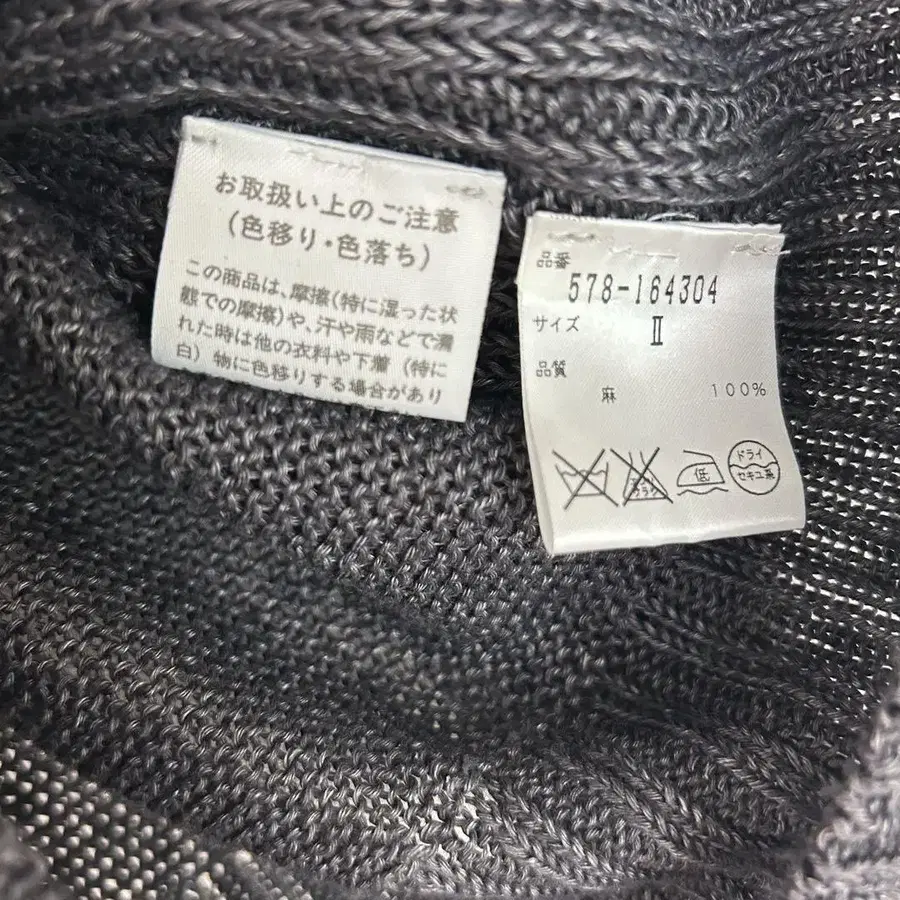 お取扱い上のご注意
(色移り・色落ち)
この商品は、摩擦(特に湿った状
態での摩擦)や、汗や雨などで濡
れた時は他の衣料や下着(特に
白)物に色移りする場合があり
品番
578-164304
サイズ
II
品質
麻 100%
低
ドライ
セキユ系